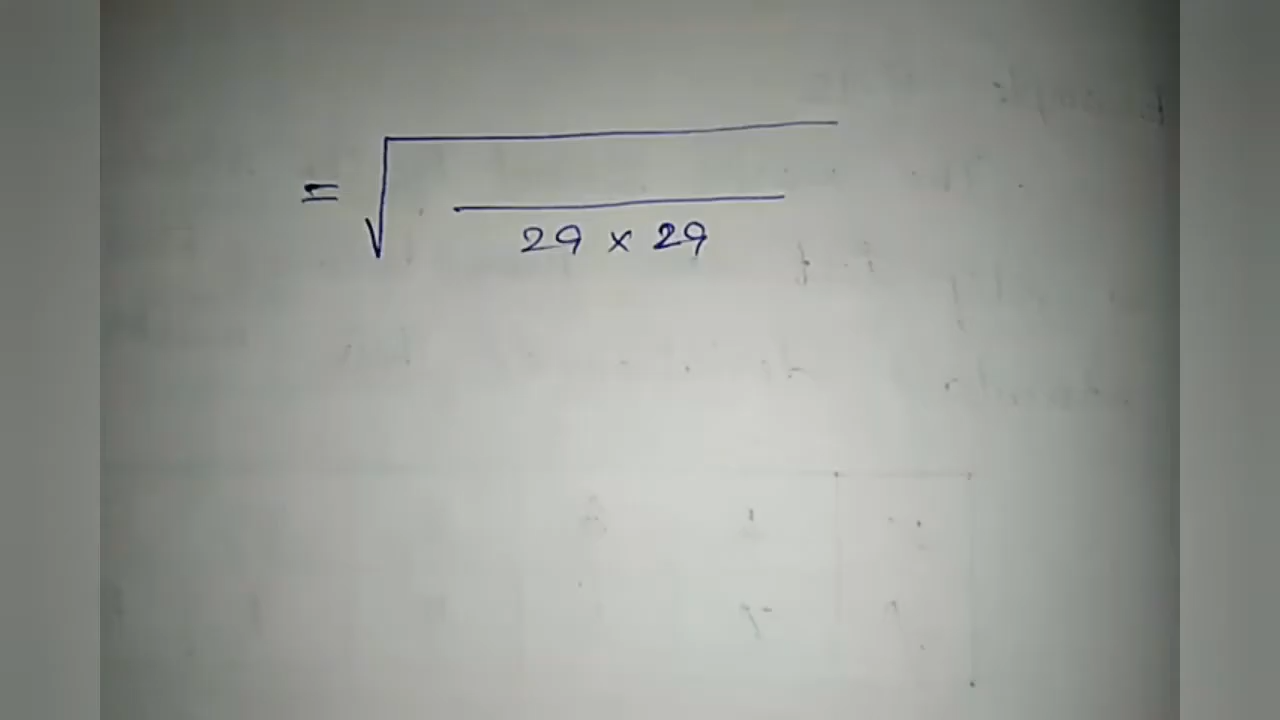 = √
29 × 29